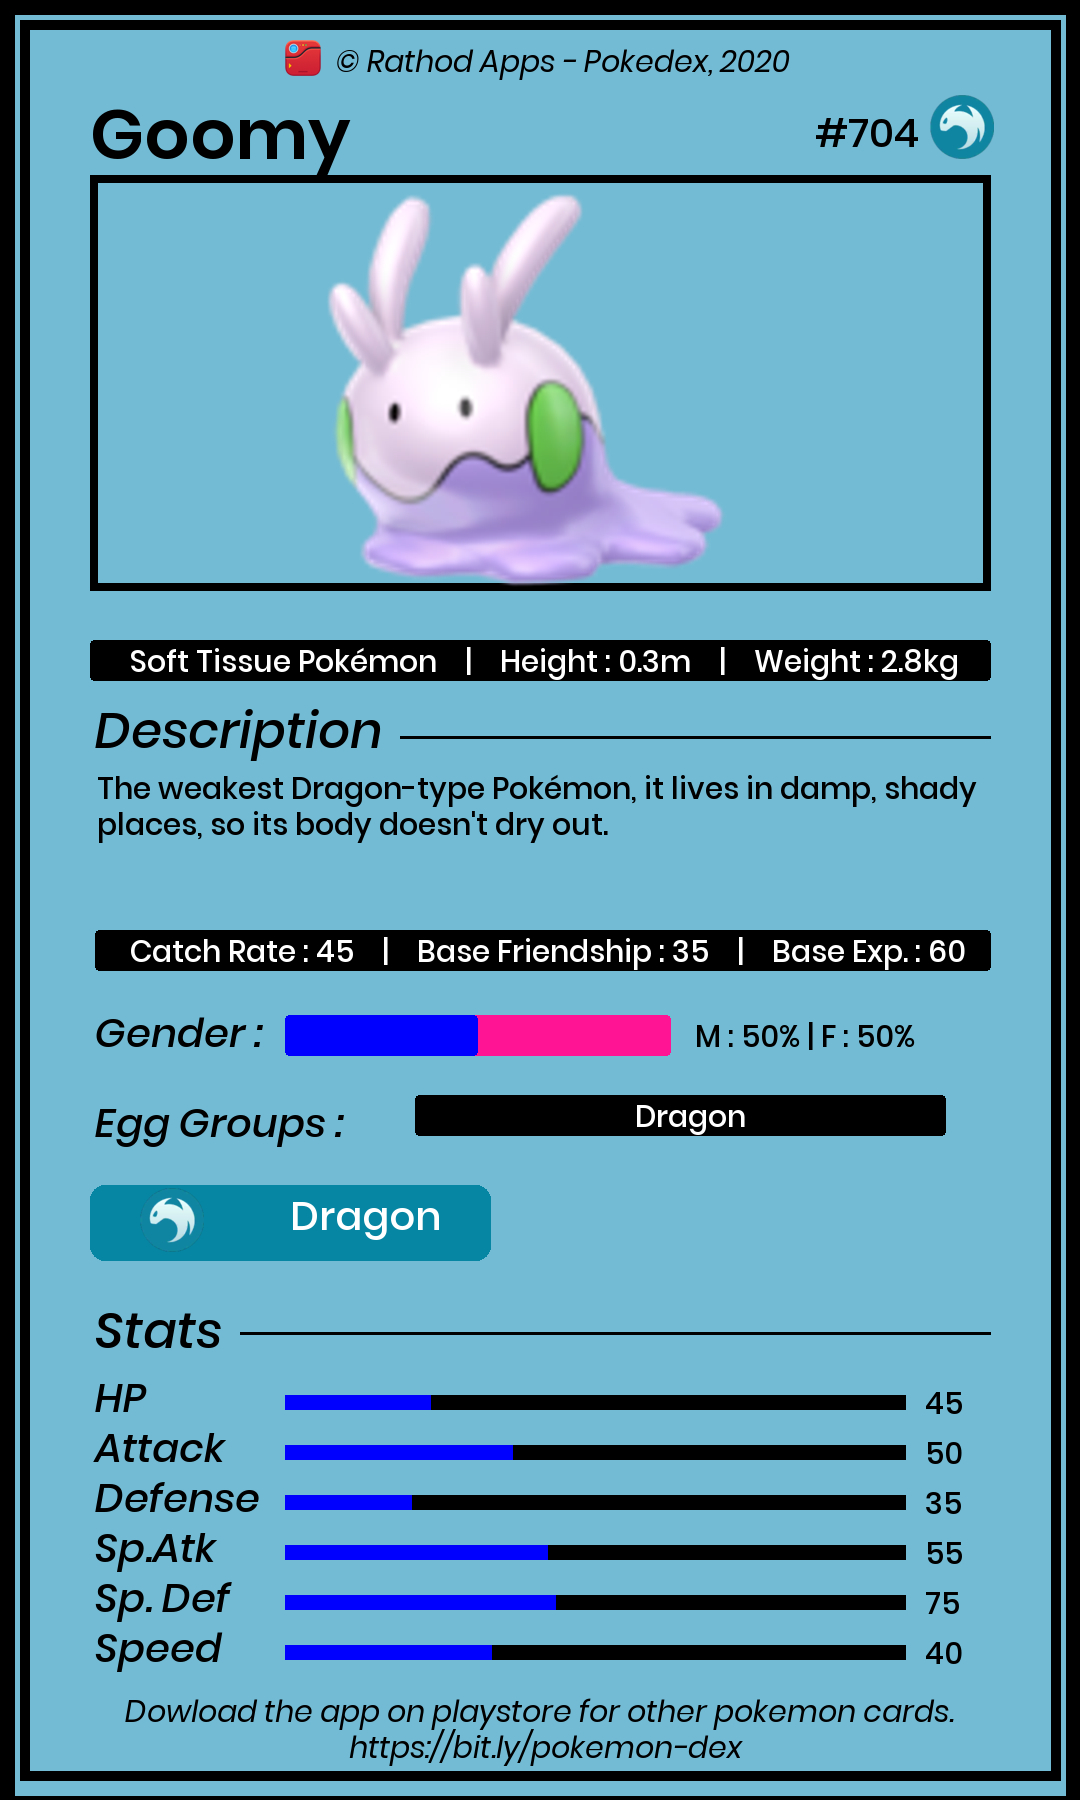 © Rathod Apps - Pokedex, 2020
Goomy #704
Soft Tissue Pokémon | Height : 0.3m | Weight : 2.8kg
Description
The weakest Dragon-type Pokémon, it lives in damp, shady
places, so its body doesn't dry out.
Catch Rate : 45 | Base Friendship : 35 | Base Exp. : 60
Gender : M : 50% | F : 50%
Egg Groups : Dragon
Dragon
Stats
HP 45
Attack 50
Defense 35
Sp.Atk 55
Sp. Def 75
Speed 40
Dowload the app on playstore for other pokemon cards.
https://bit.ly/pokemon-dex